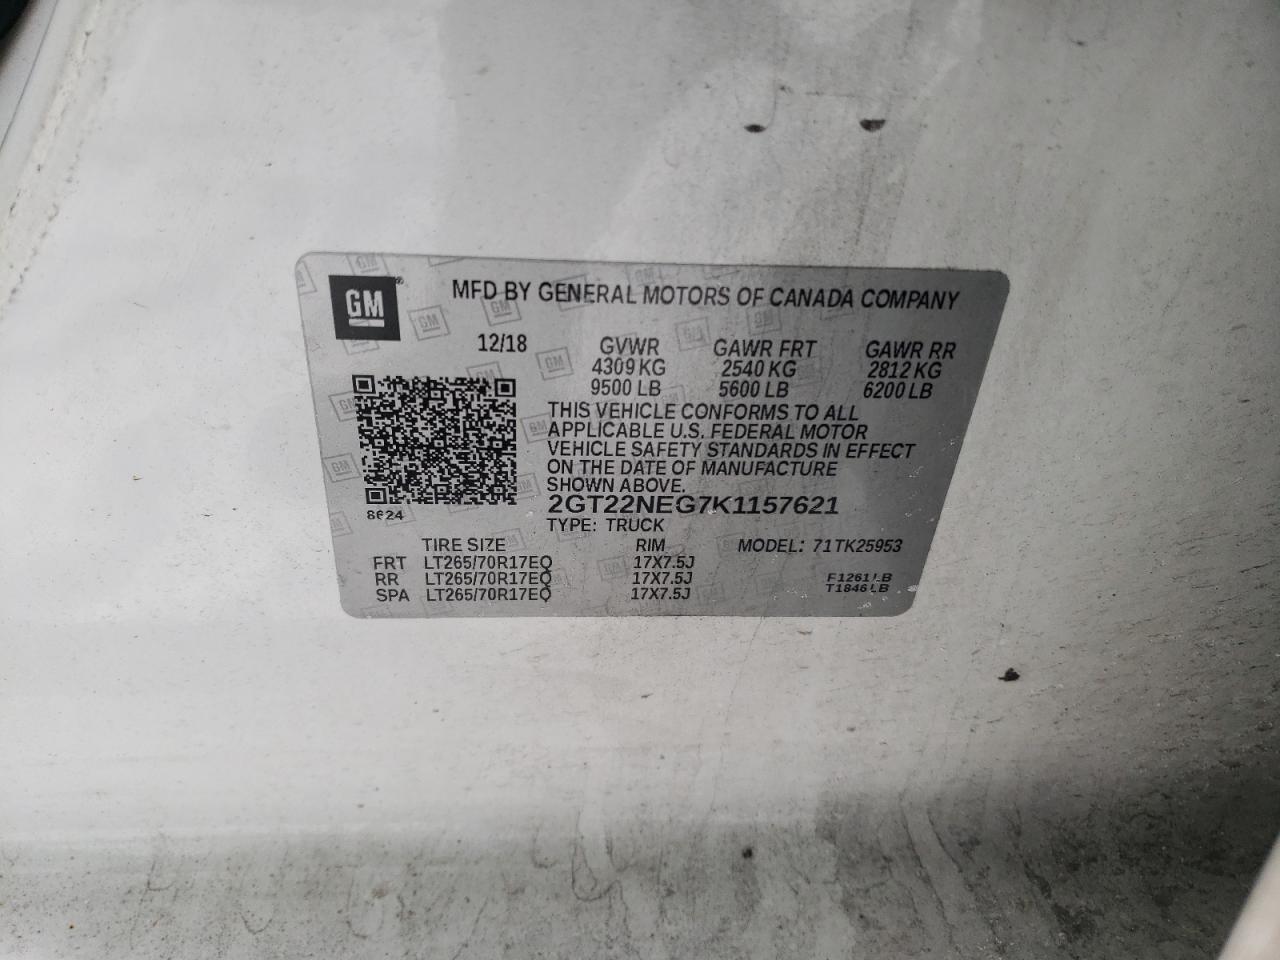 GM
MFD BY GENERAL MOTORS OF CANADA COMPANY
12/18 GVWR GAWR FRT GAWR RR
4309 KG 2540 KG 2812 KG
9500 LB 5600 LB 6200 LB
THIS VEHICLE CONFORMS TO ALL
APPLICABLE U.S. FEDERAL MOTOR
VEHICLE SAFETY STANDARDS IN EFFECT
ON THE DATE OF MANUFACTURE
SHOWN ABOVE.
2GT22NEG7K1157621
8624 TYPE: TRUCK
TIRE SIZE RIM MODEL: 71TK25953
FRT LT265/70R17EQ 17X7.5J
RR LT265/70R17EQ 17X7.5J F1261LB
SPA LT265/70R17EQ 17X7.5J T1846LB